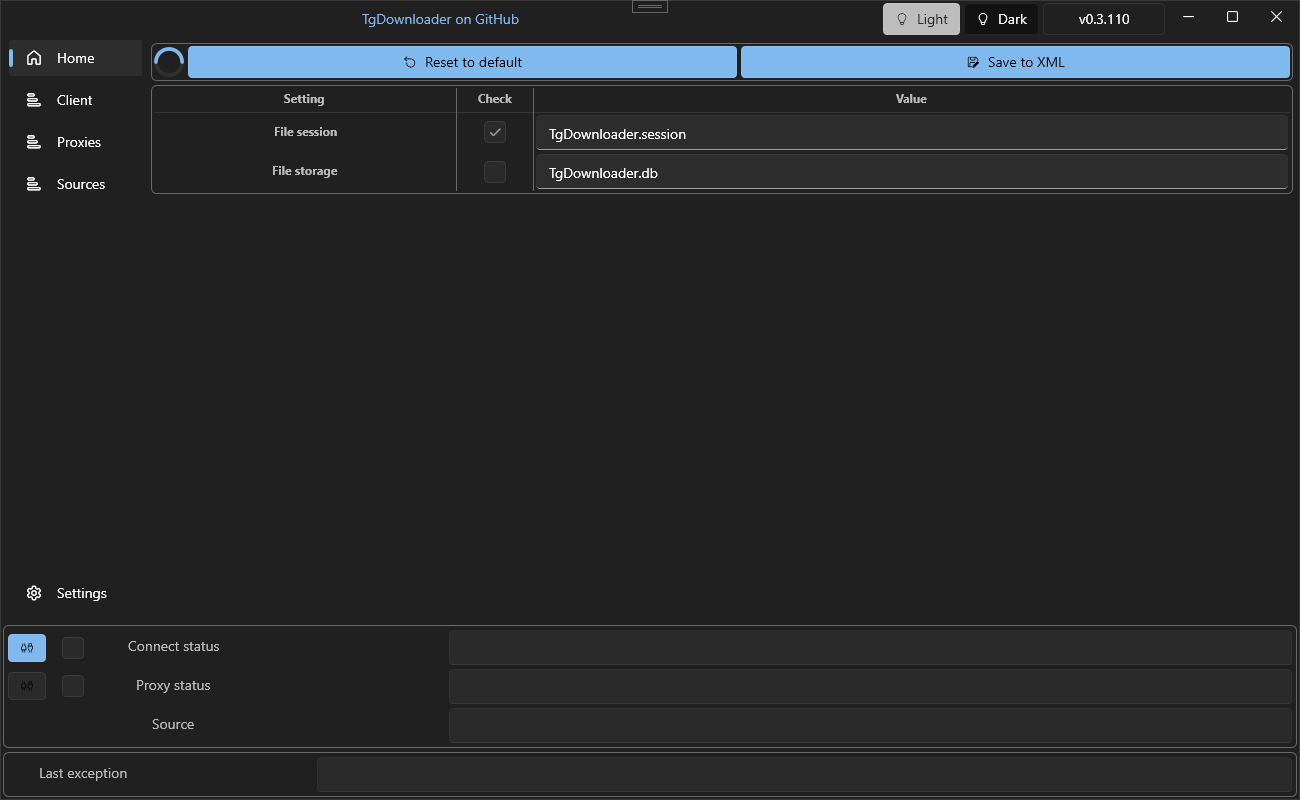 TgDownloader on GitHub
Light
Dark
v0.3.110
Home
Client
Proxies
Sources
Reset to default
Save to XML
Setting Check Value
File session TgDownloader.session
File storage TgDownloader.db
Settings
Connect status
Proxy status
Source
Last exception